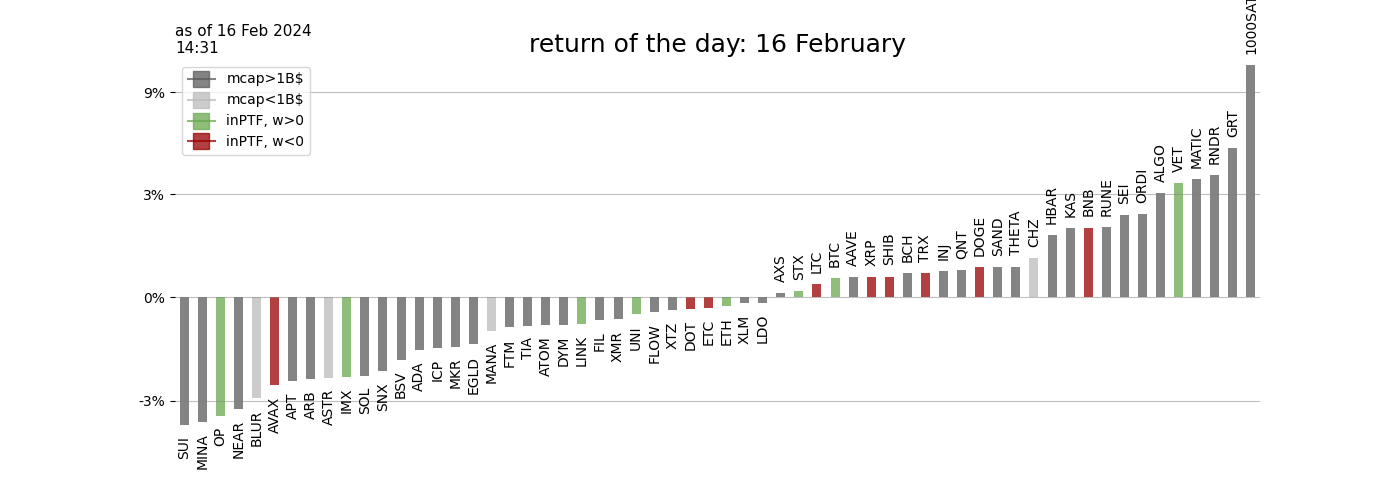 as of 16 Feb 2024
14:31
return of the day: 16 February
mcap>1B$
mcap<1B$
inPTF, w>0
inPTF, w<0
9%
3%
0%
-3%
SUI
MINA
OP
NEAR
BLUR
AVAX
APT
ARB
ASTR
IMX
SOL
SNX
BSV
ADA
ICP
MKR
EGLD
MANA
FTM
TIA
ATOM
DYM
LINK
FIL
XMR
UNI
FLOW
XTZ
DOT
ETC
ETH
XLM
LDO
AXS
STX
LTC
BTC
AAVE
XRP
SHIB
BCH
TRX
INJ
QNT
DOGE
SAND
THETA
CHZ
HBAR
KAS
BNB
RUNE
SEI
ORDI
ALGO
VET
MATIC
RNDR
GRT
1000SAT